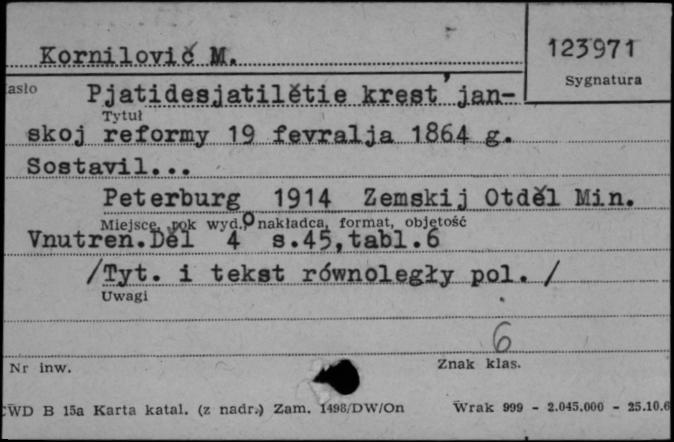 Kornilovič M.
123971
Sygnatura
asło
Pjatidesjatilětie krest'jan-
Tytuł
skoj reformy 19 fevralja 1864 g.
Sostavil...
Peterburg 1914 Zemskij Otděl Min.
Miejsce, rok wyd., nakładca, format, objętość
Vnutren.Děl 4° s.45,tabl.6
/Tyt. i tekst równoległy pol./
Uwagi
6
Nr inw.
Znak klas.
CWD B 15a Karta katal. (z nadr.) Zam. 1498/DW/On Wrak 999 - 2.045.000 - 25.10.6